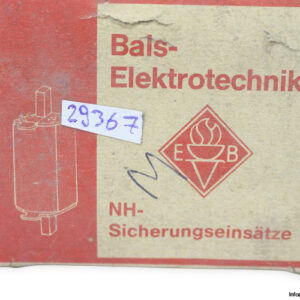 Bals-
Elektrotechnik
29367
E B
M
NH-
Sicherungseinsätze